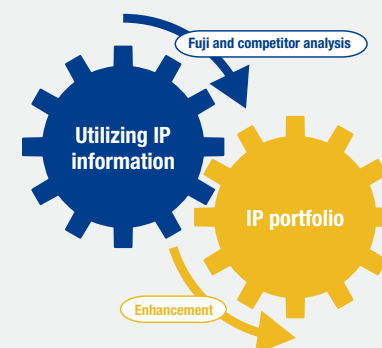 Fuji and competitor analysis
Utilizing IP
information
IP portfolio
Enhancement